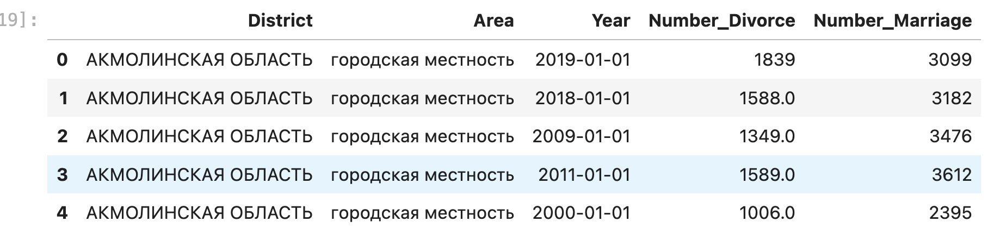 19]:
District Area Year Number_Divorce Number_Marriage
0 АКМОЛИНСКАЯ ОБЛАСТЬ городская местность 2019-01-01 1839 3099
1 АКМОЛИНСКАЯ ОБЛАСТЬ городская местность 2018-01-01 1588.0 3182
2 АКМОЛИНСКАЯ ОБЛАСТЬ городская местность 2009-01-01 1349.0 3476
3 АКМОЛИНСКАЯ ОБЛАСТЬ городская местность 2011-01-01 1589.0 3612
4 АКМОЛИНСКАЯ ОБЛАСТЬ городская местность 2000-01-01 1006.0 2395